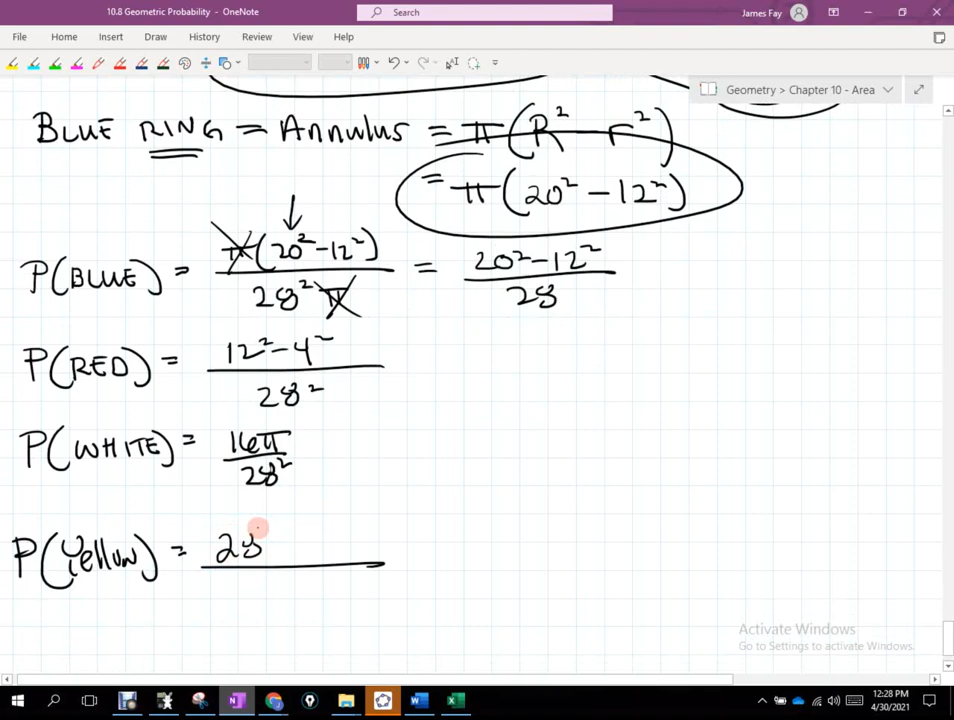 10.8 Geometric Probability - OneNote
Search
James Fay
File Home Insert Draw History Review View Help
Geometry > Chapter 10 - Area
BLUE RING = Annulus = π(R² - r²)
= π(20² - 12²)
P(BLUE) = π(20² - 12²) / 28² π = 20² - 12² / 28
P(RED) = 12² - 4² / 28²
P(WHITE) = 16π / 28²
P(Yellow) = 28
Activate Windows
Go to Settings to activate Windows.
12:28 PM
4/30/2021